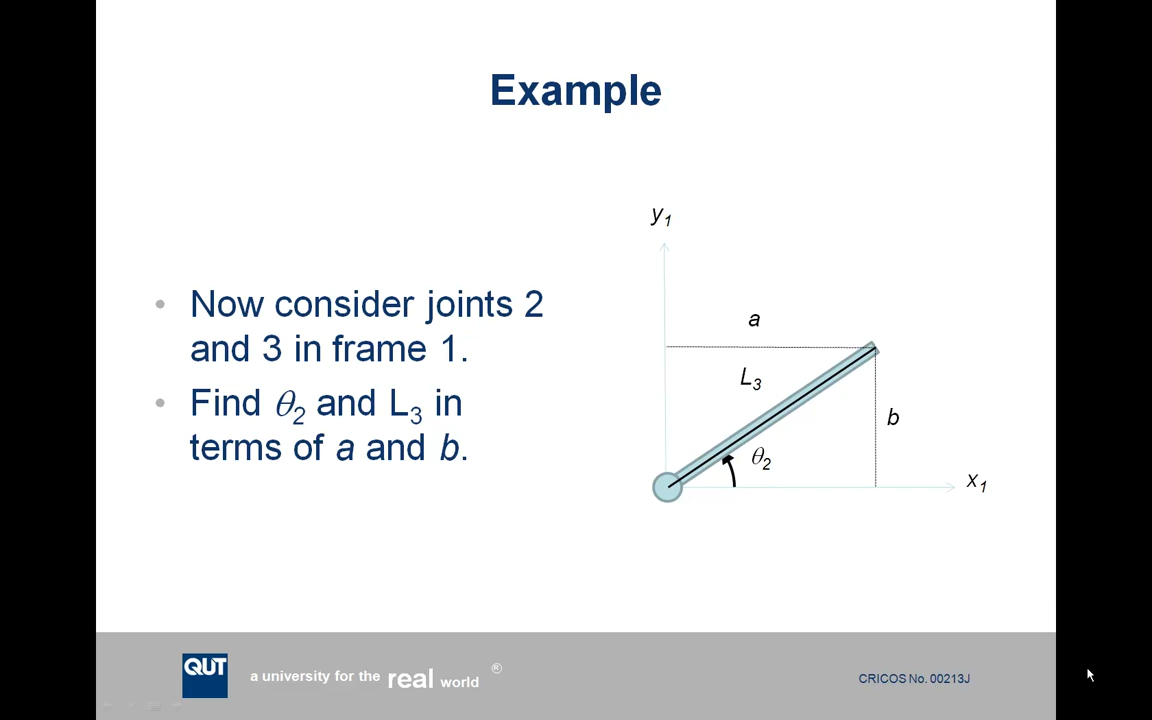 Example
• Now consider joints 2
and 3 in frame 1.
• Find θ₂ and L₃ in
terms of a and b.
y₁
a
L₃
b
θ₂
x₁
QUT
a university for the real world ®
CRICOS No. 00213J